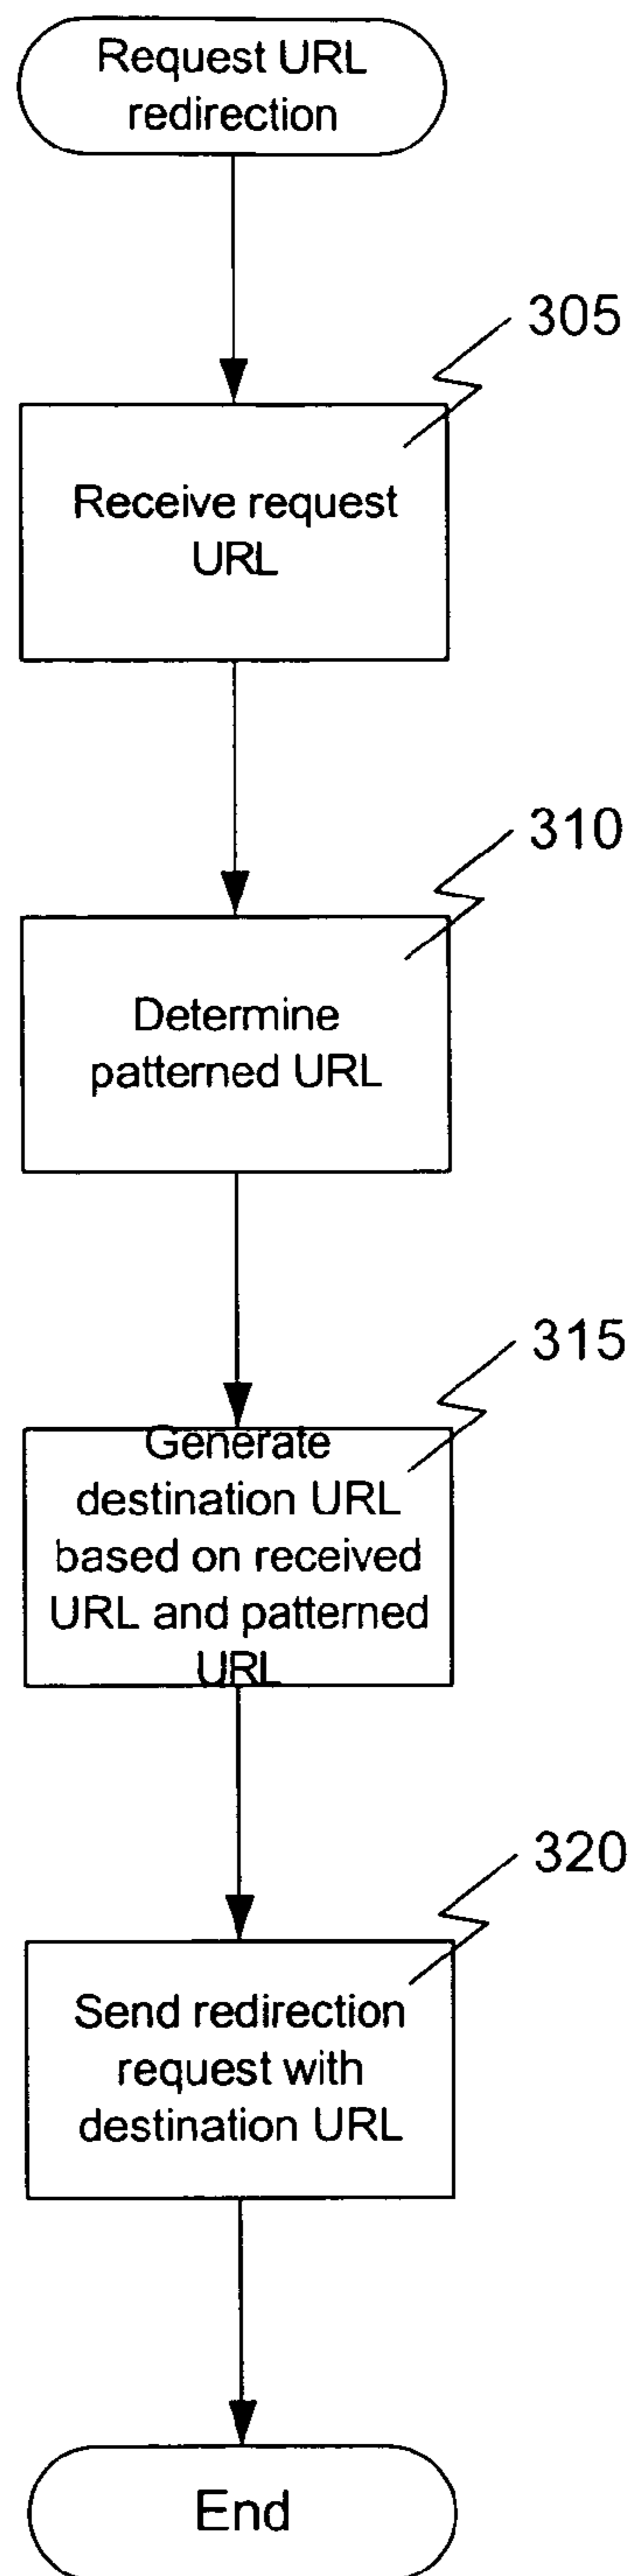 Request URL
redirection
305
Receive request
URL
310
Determine
patterned URL
315
Generate
destination URL
based on received
URL and patterned
URL
320
Send redirection
request with
destination URL
End